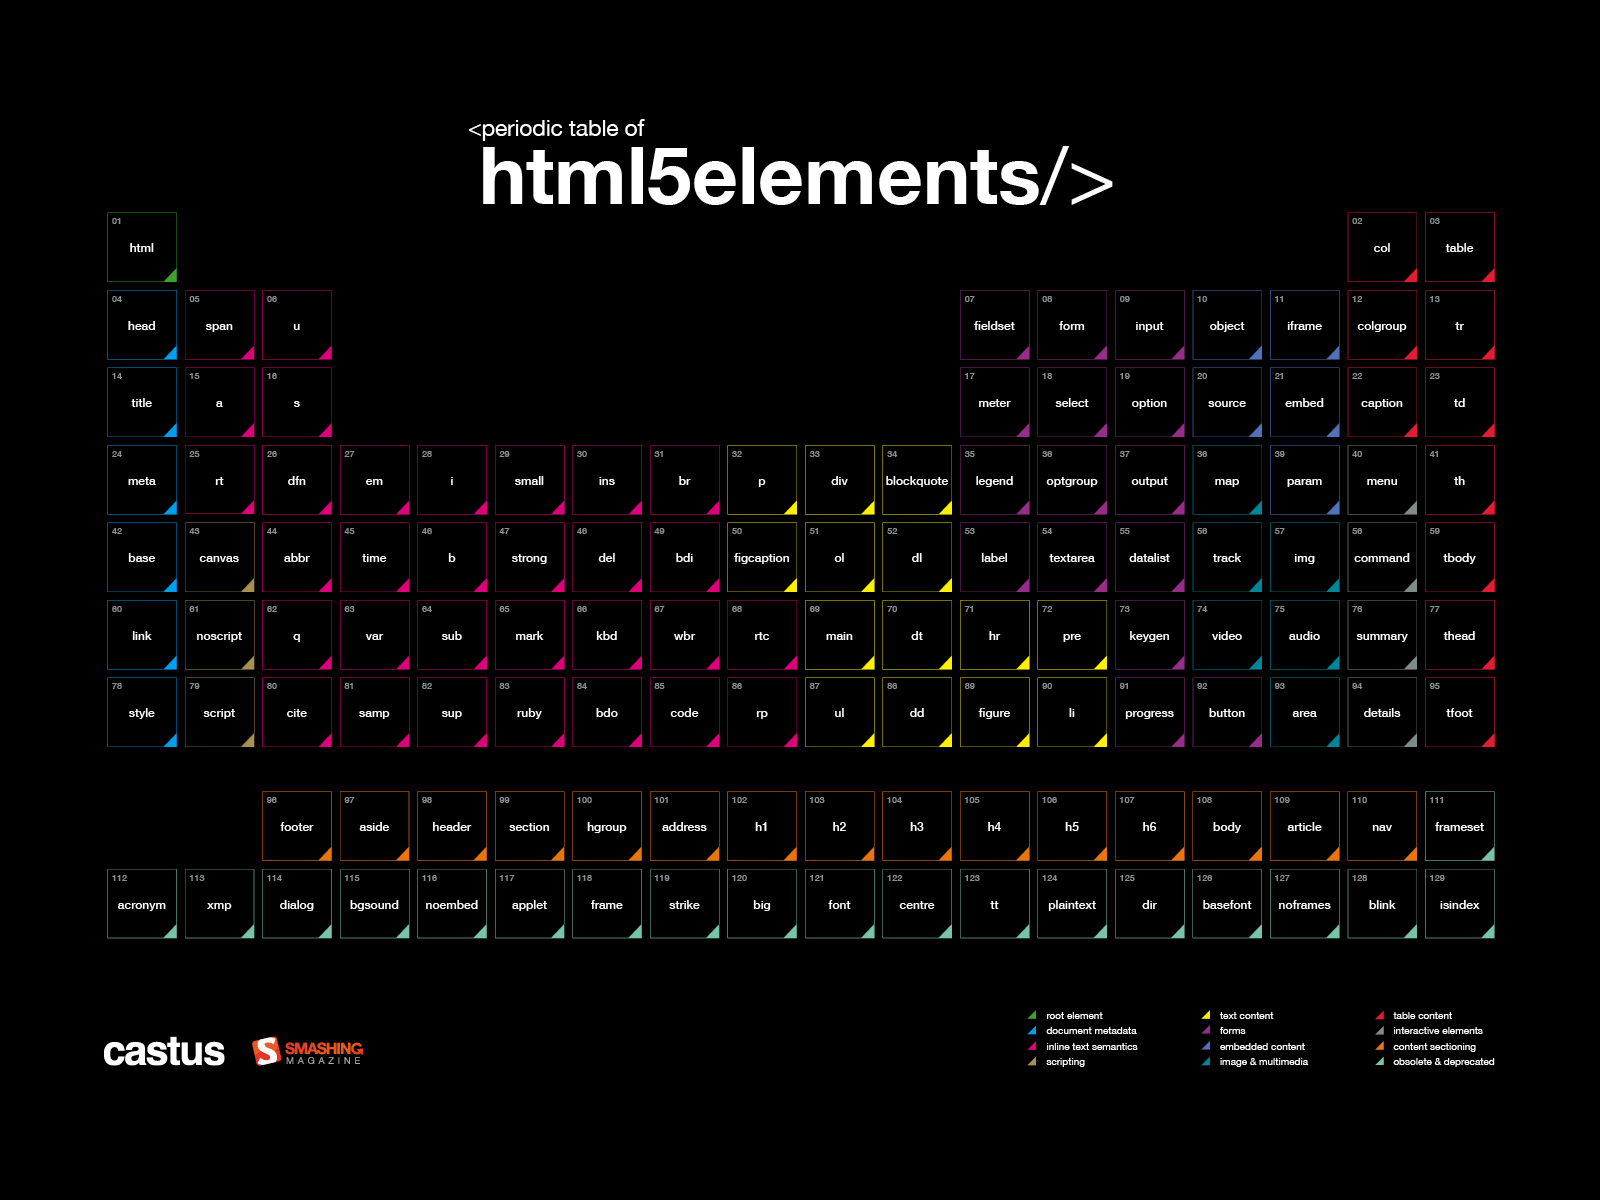 <periodic table of
html5elements/>
01 02 03
html col table
04 05 06 07 08 09 10 11 12 13
head span u fieldset form input object iframe colgroup tr
14 15 16 17 18 19 20 21 22 23
title a s meter select option source embed caption td
24 25 26 27 28 29 30 31 32 33 34 35 36 37 38 39 40 41
meta rt dfn em i small ins br p div blockquote legend optgroup output map param menu th
42 43 44 45 46 47 48 49 50 51 52 53 54 55 56 57 58 59
base canvas abbr time b strong del bdi figcaption ol dl label textarea datalist track img command tbody
60 61 62 63 64 65 66 67 68 69 70 71 72 73 74 75 76 77
link noscript q var sub mark kbd wbr rtc main dt hr pre keygen video audio summary thead
78 79 80 81 82 83 84 85 86 87 88 89 90 91 92 93 94 95
style script cite samp sup ruby bdo code rp ul dd figure li progress button area details tfoot
96 97 98 99 100 101 102 103 104 105 106 107 108 109 110 111
footer aside header section hgroup address h1 h2 h3 h4 h5 h6 body article nav frameset
112 113 114 115 116 117 118 119 120 121 122 123 124 125 126 127 128 129
acronym xmp dialog bgsound noembed applet frame strike big font centre tt plaintext dir basefont noframes blink isindex
root element text content table content
document metadata forms interactive elements
inline text semantics embedded content content sectioning
scripting image & multimedia obsolete & deprecated
castus S SMASHING
MAGAZINE